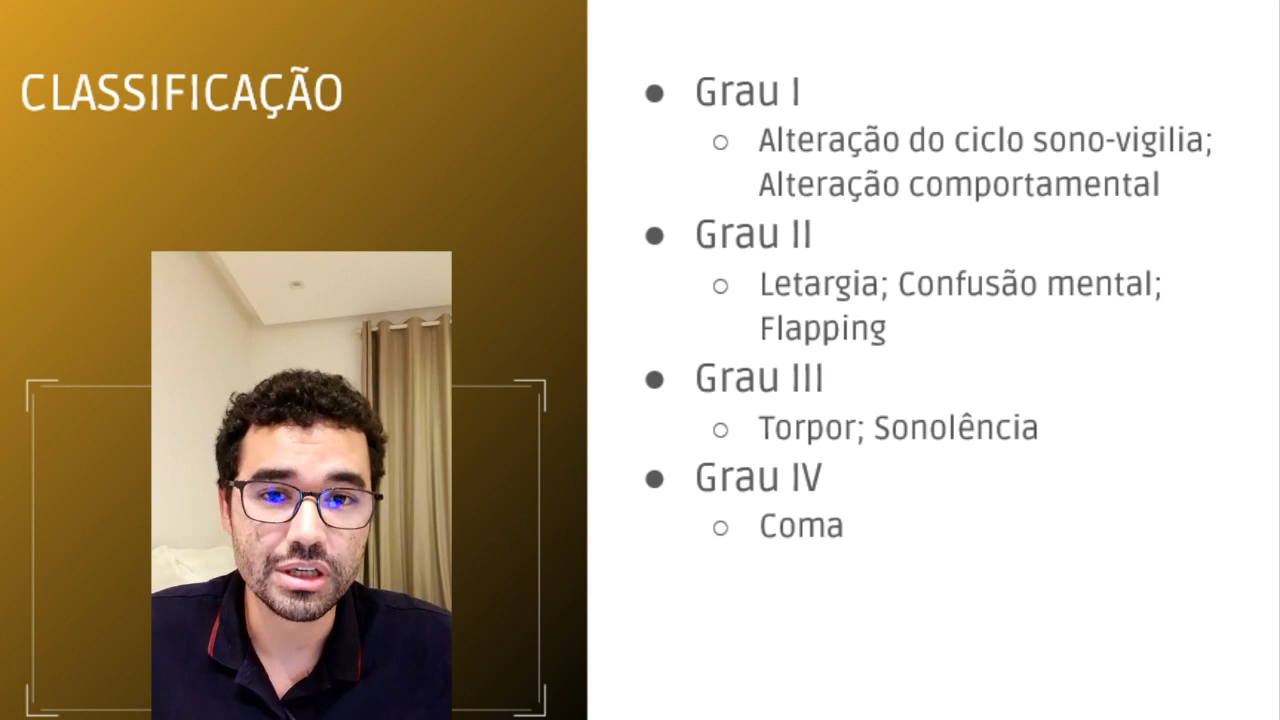 CLASSIFICAÇÃO
● Grau I
○ Alteração do ciclo sono-vigilia;
Alteração comportamental
● Grau II
○ Letargia; Confusão mental;
Flapping
● Grau III
○ Torpor; Sonolência
● Grau IV
○ Coma